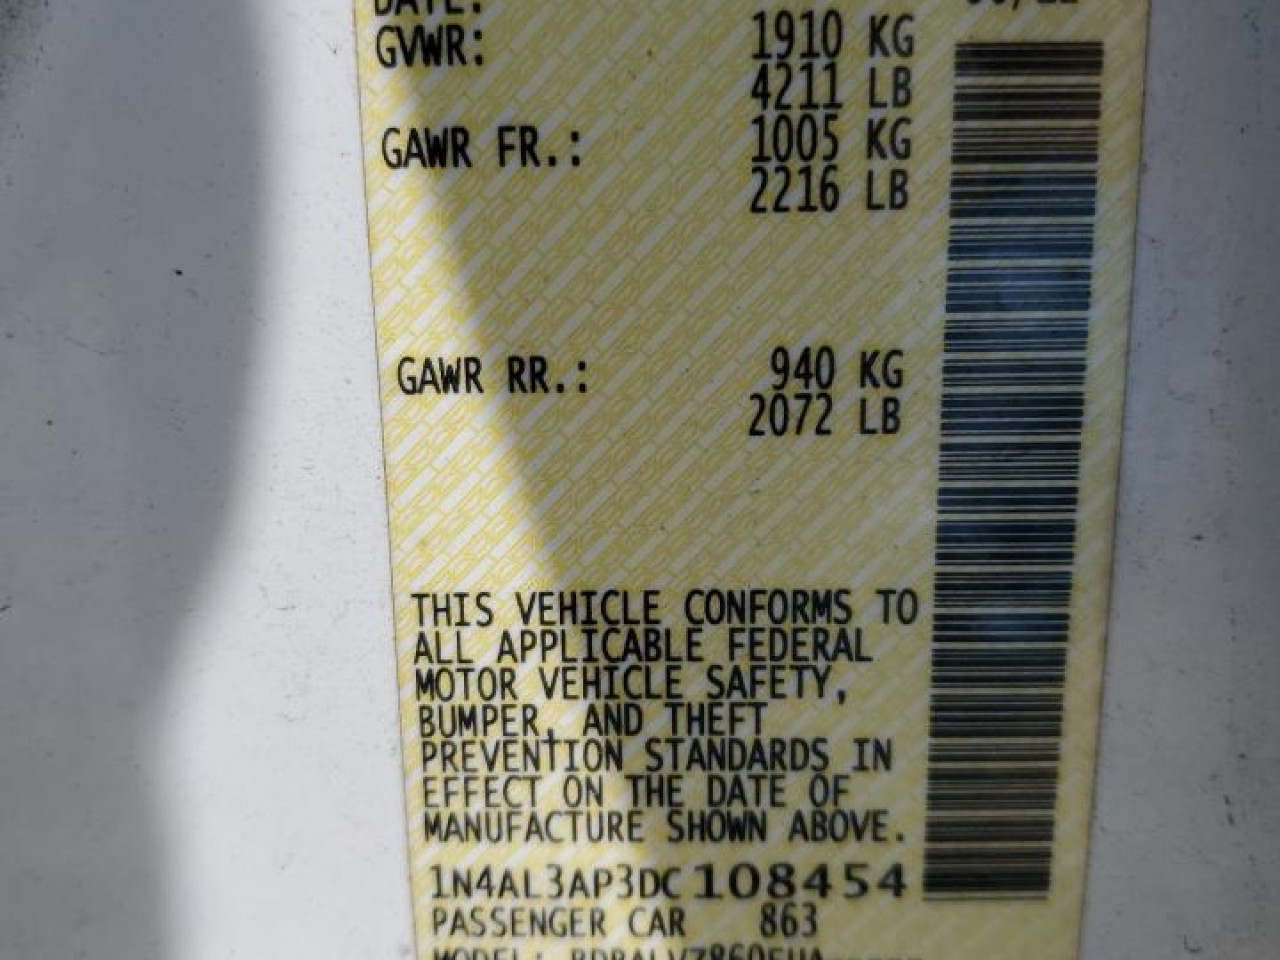 DATE:
GVWR: 1910 KG
4211 LB
GAWR FR.: 1005 KG
2216 LB
GAWR RR.: 940 KG
2072 LB
THIS VEHICLE CONFORMS TO
ALL APPLICABLE FEDERAL
MOTOR VEHICLE SAFETY,
BUMPER, AND THEFT
PREVENTION STANDARDS IN
EFFECT ON THE DATE OF
MANUFACTURE SHOWN ABOVE.
1N4AL3AP3DC108454
PASSENGER CAR 863
MODEL: